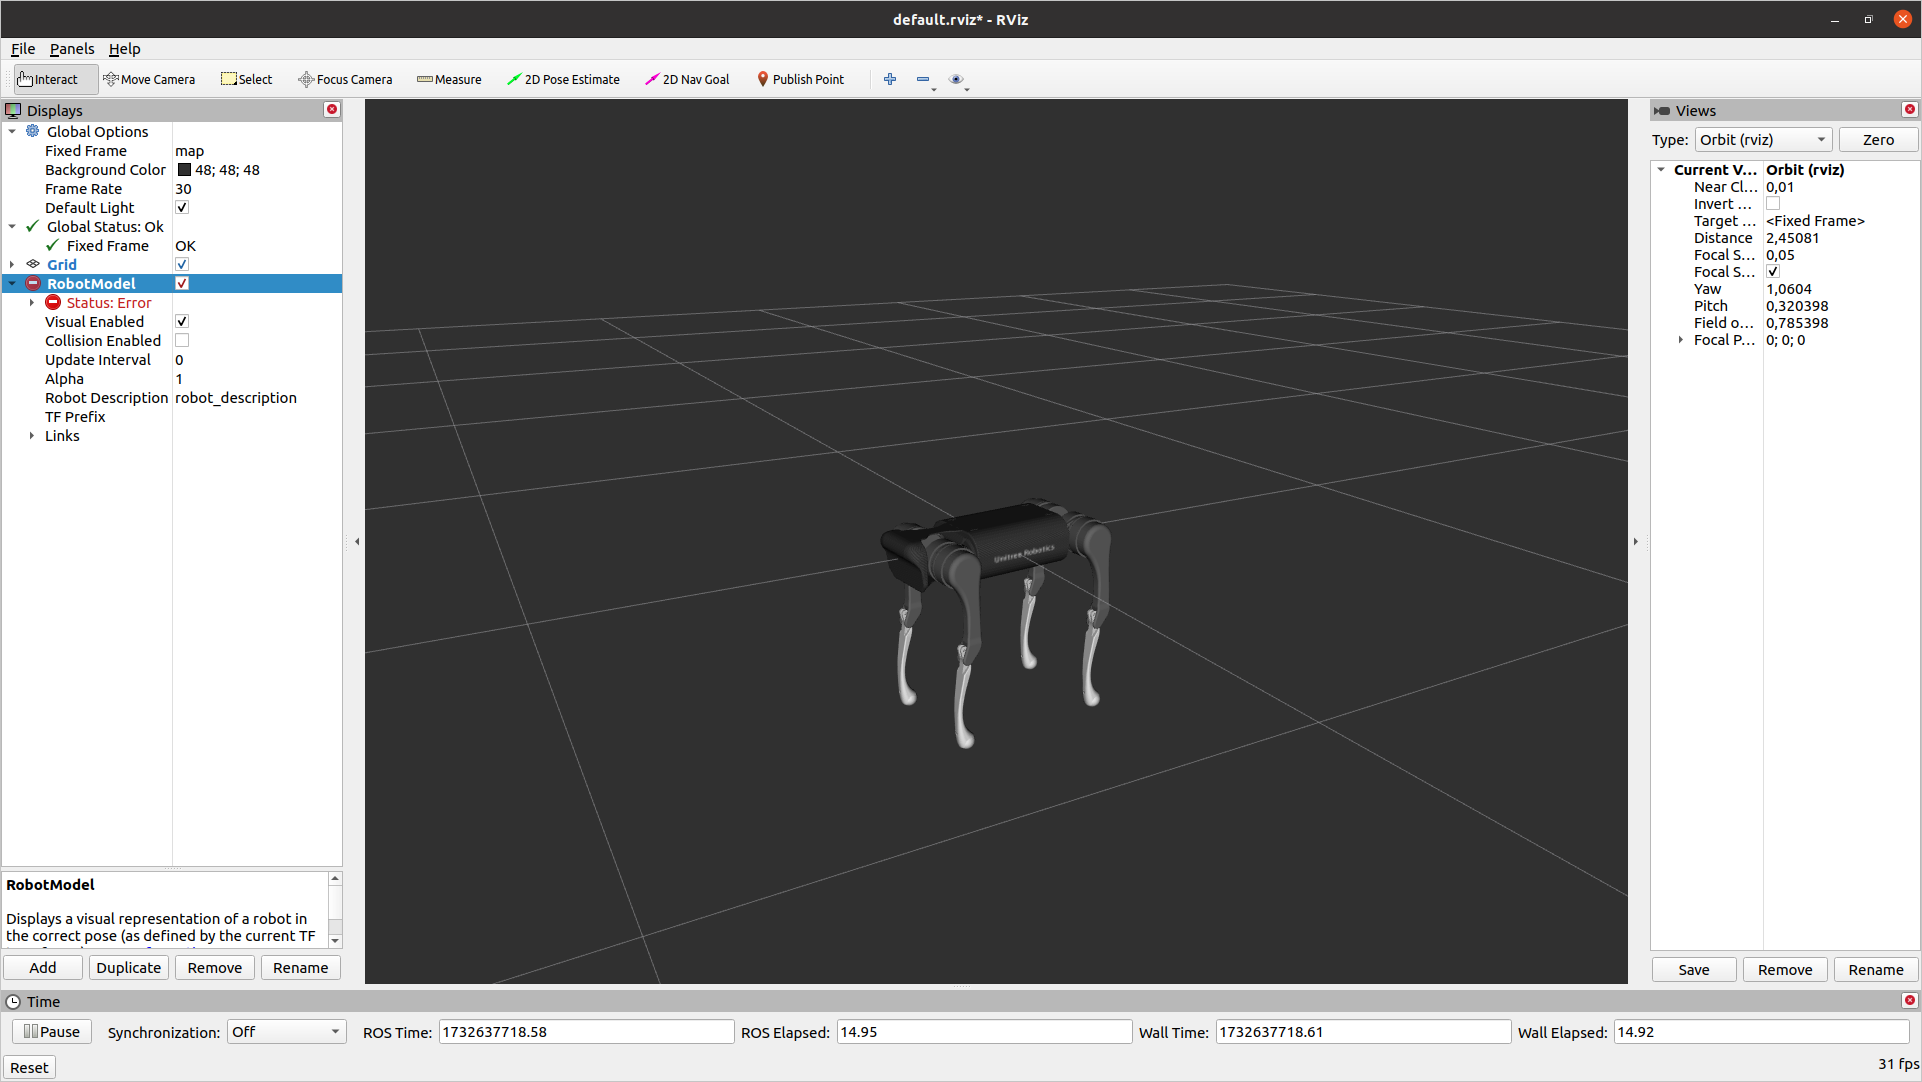 default.rviz* - RViz
File Panels Help
Interact Move Camera Select Focus Camera Measure 2D Pose Estimate 2D Nav Goal Publish Point
Displays
Global Options
Fixed Frame map
Background Color 48; 48; 48
Frame Rate 30
Default Light
Global Status: Ok
Fixed Frame OK
Grid
RobotModel
Status: Error
Visual Enabled
Collision Enabled
Update Interval 0
Alpha 1
Robot Description robot_description
TF Prefix
Links
RobotModel
Displays a visual representation of a robot in
the correct pose (as defined by the current TF
Add Duplicate Remove Rename
Unitree Robotics
Views
Type: Orbit (rviz) Zero
Current V... Orbit (rviz)
Near Cl... 0,01
Invert ...
Target ... <Fixed Frame>
Distance 2,45081
Focal S... 0,05
Focal S...
Yaw 1,0604
Pitch 0,320398
Field o... 0,785398
Focal P... 0; 0; 0
Save Remove Rename
Time
Pause Synchronization: Off ROS Time: 1732637718.58 ROS Elapsed: 14.95 Wall Time: 1732637718.61 Wall Elapsed: 14.92
Reset 31 fps